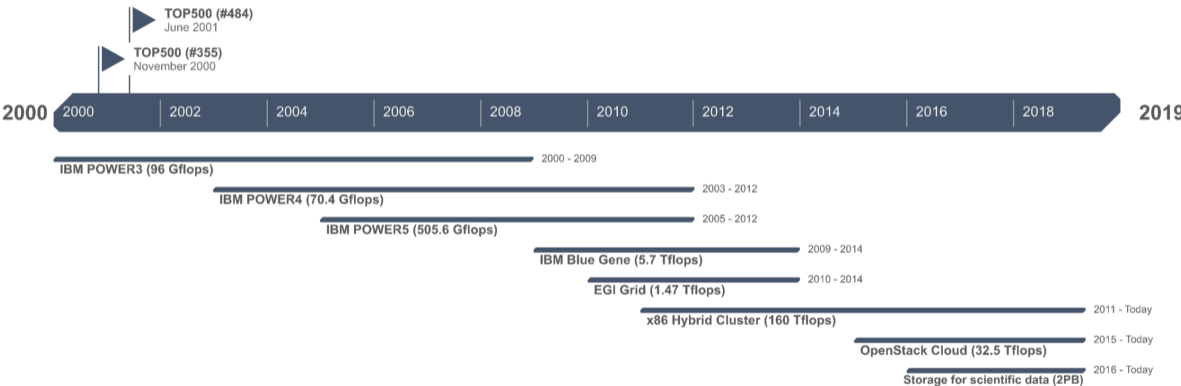 TOP500 (#484)
June 2001
TOP500 (#355)
November 2000
2000 2000 2002 2004 2006 2008 2010 2012 2014 2016 2018 2019
2000 - 2009
IBM POWER3 (96 Gflops)
2003 - 2012
IBM POWER4 (70.4 Gflops)
2005 - 2012
IBM POWER5 (505.6 Gflops)
2009 - 2014
IBM Blue Gene (5.7 Tflops)
2010 - 2014
EGI Grid (1.47 Tflops)
2011 - Today
x86 Hybrid Cluster (160 Tflops)
2015 - Today
OpenStack Cloud (32.5 Tflops)
2016 - Today
Storage for scientific data (2PB)